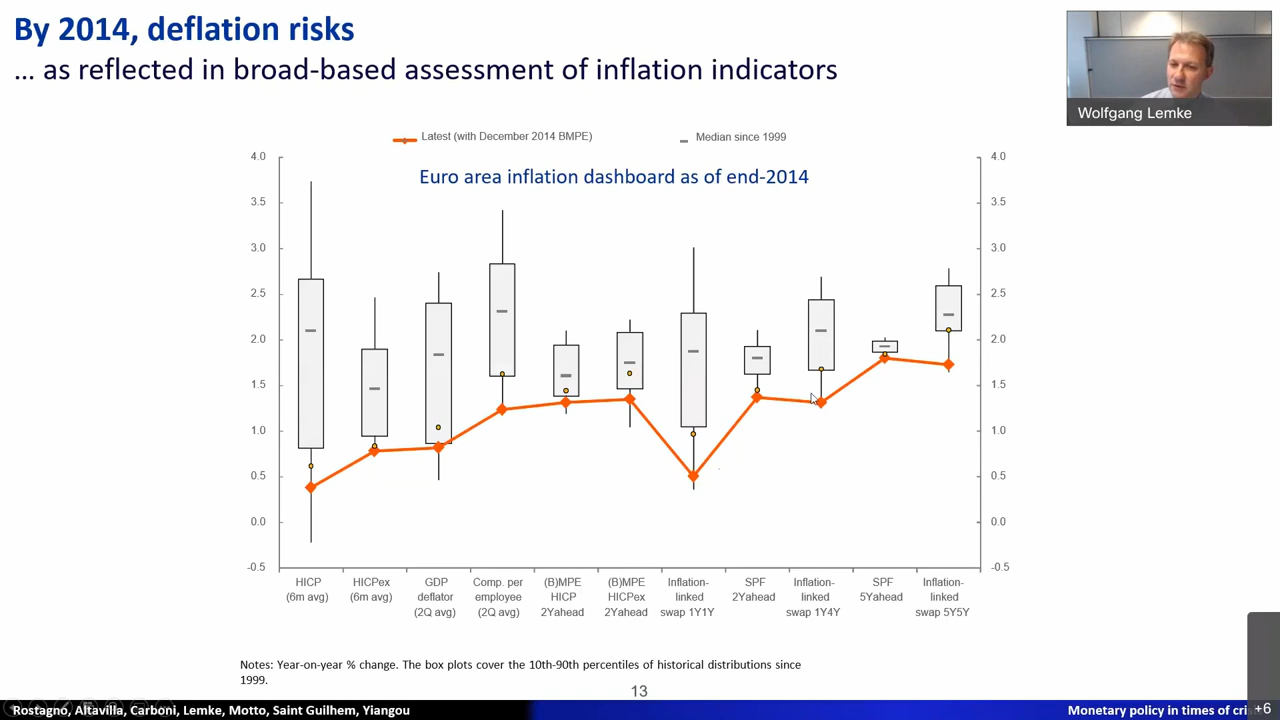 By 2014, deflation risks
... as reflected in broad-based assessment of inflation indicators
Wolfgang Lemke
Latest (with December 2014 BMPE)
Median since 1999
Euro area inflation dashboard as of end-2014
4.0
3.5
3.0
2.5
2.0
1.5
1.0
0.5
0.0
-0.5
4.0
3.5
3.0
2.5
2.0
1.5
1.0
0.5
0.0
-0.5
HICP
(6m avg)
HICPex
(6m avg)
GDP
deflator
(2Q avg)
Comp. per
employee
(2Q avg)
(B)MPE
HICP
2Yahead
(B)MPE
HICPex
2Yahead
Inflation-
linked
swap 1Y1Y
SPF
2Yahead
Inflation-
linked
swap 1Y4Y
SPF
5Yahead
Inflation-
linked
swap 5Y5Y
Notes: Year-on-year % change. The box plots cover the 10th-90th percentiles of historical distributions since
1999.
13
Rostagno, Altavilla, Carboni, Lemke, Motto, Saint Guilhem, Yiangou
Monetary policy in times of cri
+6